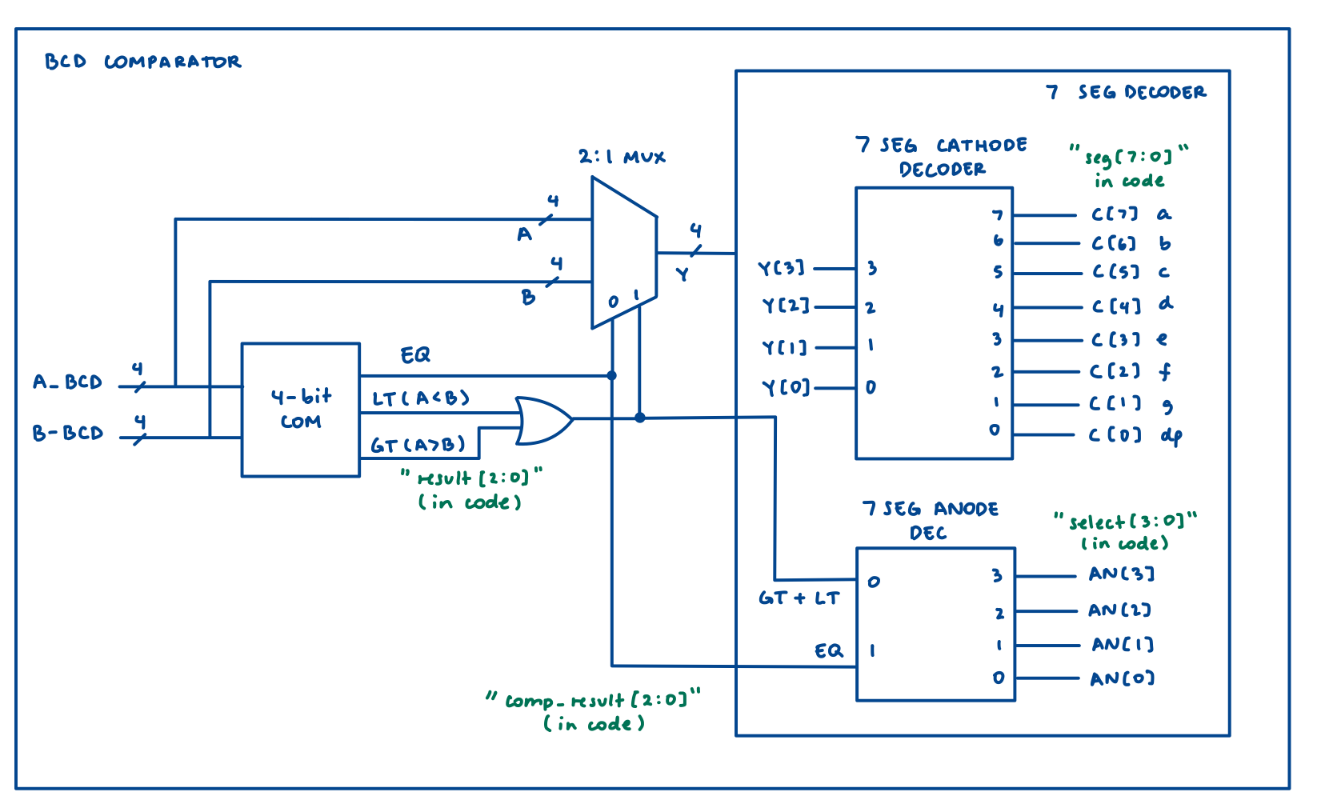 BCD COMPARATOR
7 SEG DECODER
2:1 MUX
7 SEG CATHODE
DECODER
"seg[7:0]"
in code
4
A
4
B
0 1
4
Y
Y[3]
Y[2]
Y[1]
Y[0]
3
2
1
0
7
6
5
4
3
2
1
0
C[7] a
C[6] b
C[5] c
C[4] d
C[3] e
C[2] f
C[1] g
C[0] dp
A_BCD
4
B-BCD
4
4-bit
COM
EQ
LT(A<B)
GT(A>B)
"result[2:0]"
(in code)
7 SEG ANODE
DEC
"select[3:0]"
(in code)
GT + LT
EQ
0
1
3
2
1
0
AN[3]
AN[2]
AN[1]
AN[0]
"comp_result[2:0]"
(in code)